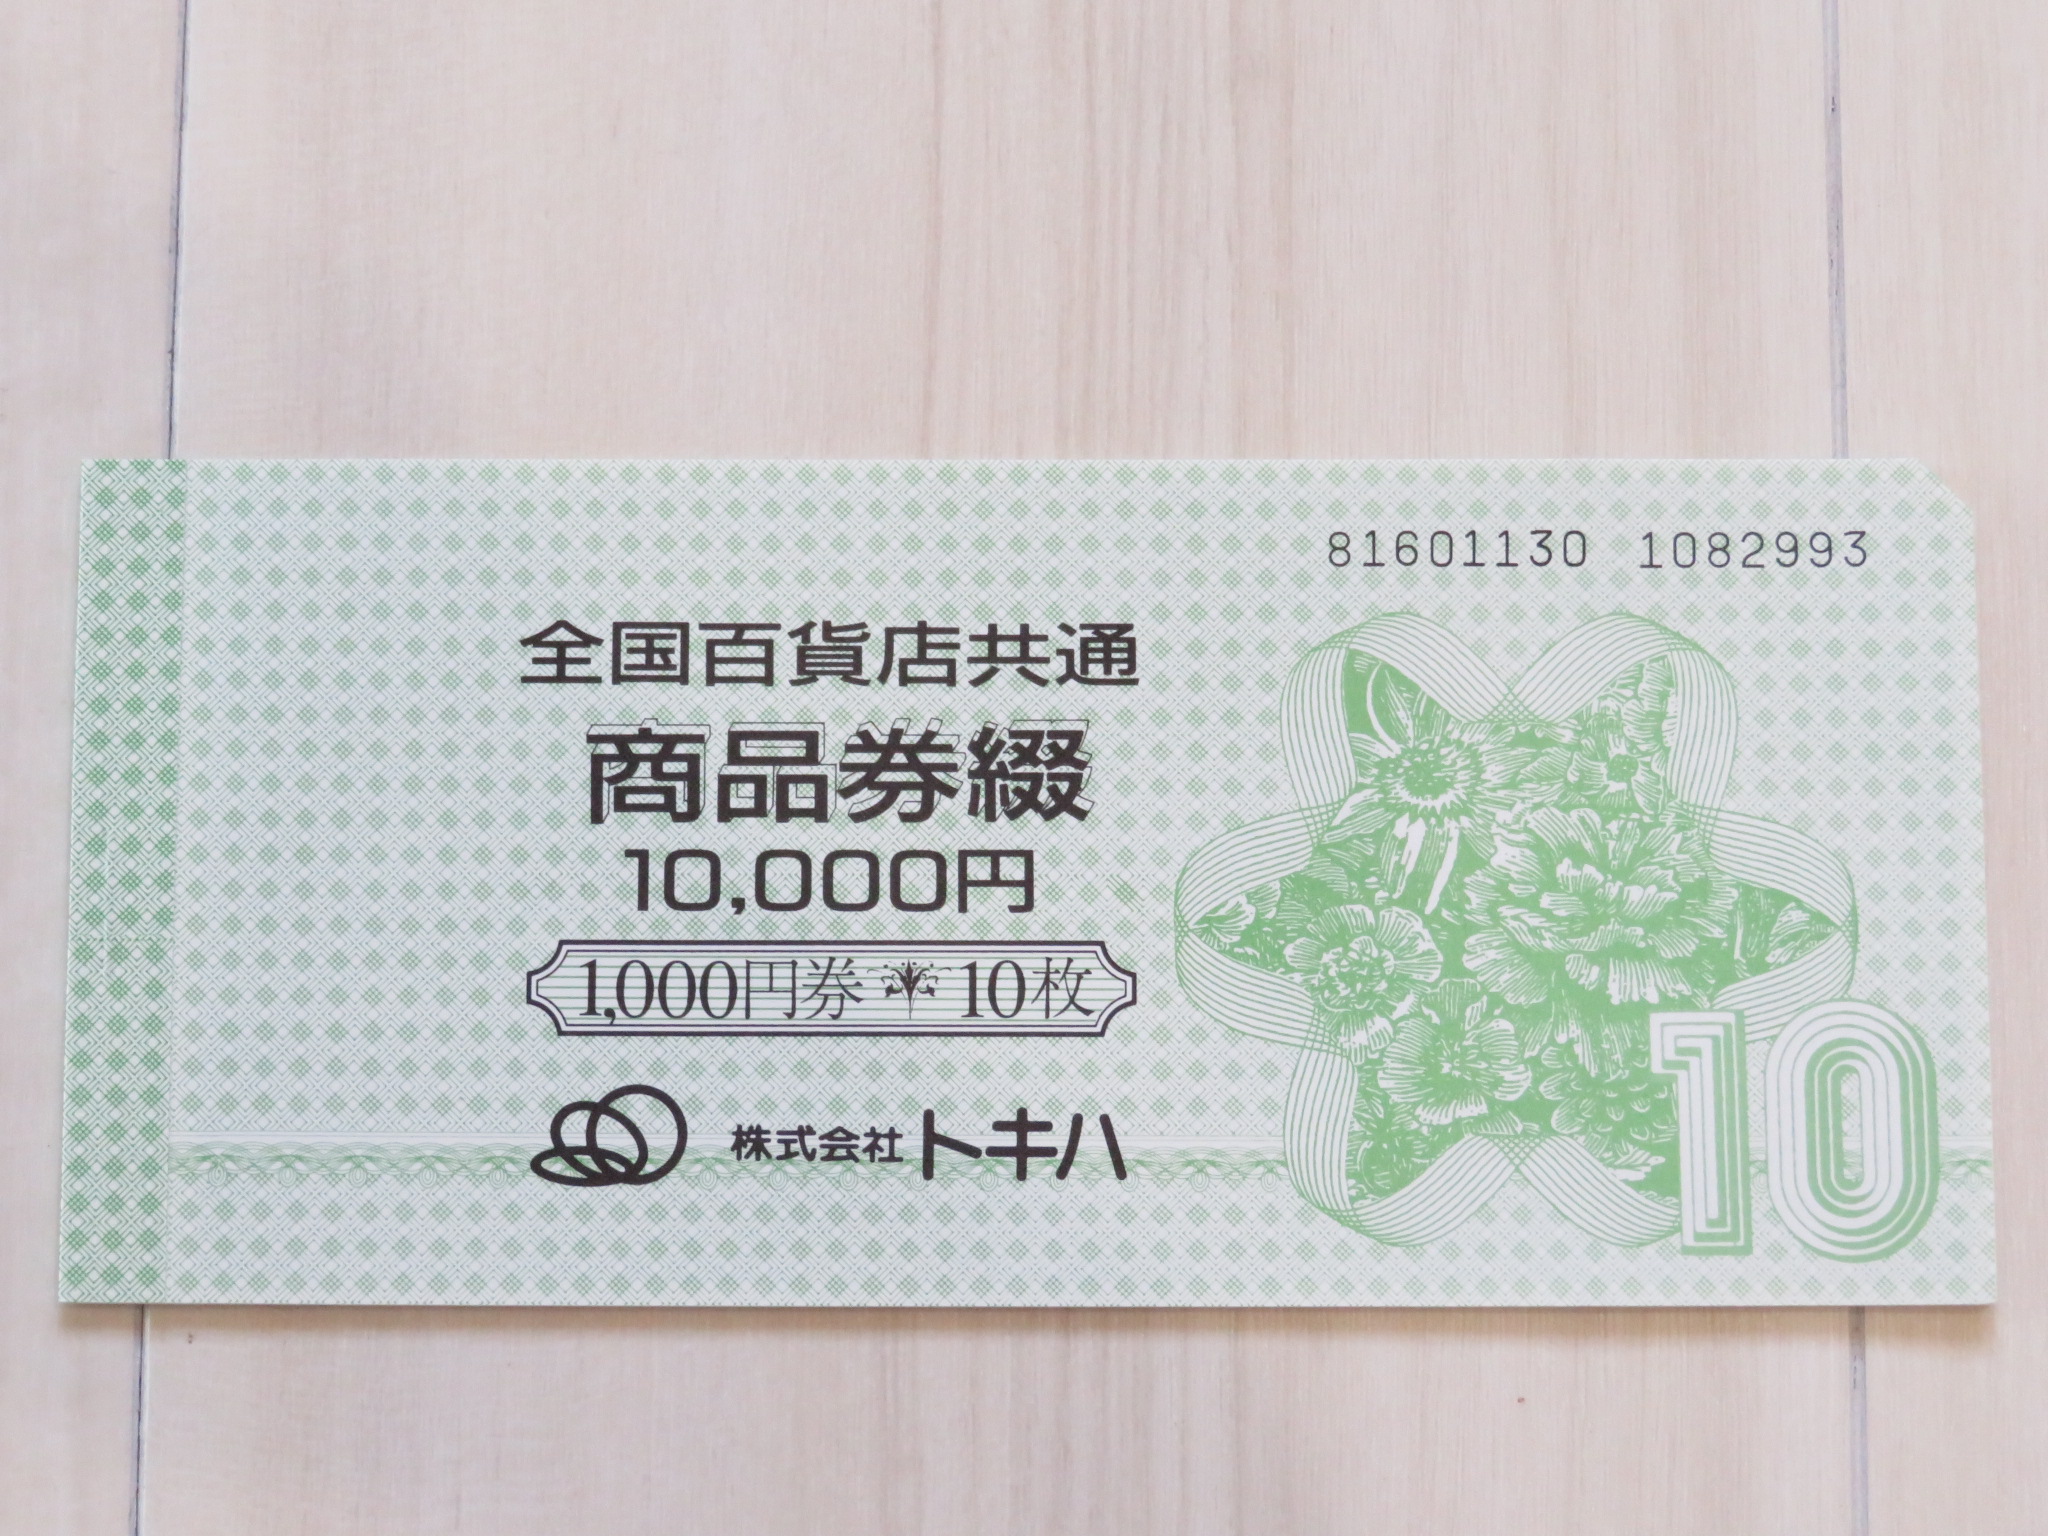 81601130 1082993
全国百貨店共通
商品券綴
10,000円
1,000円券 10枚
株式会社トキハ
10